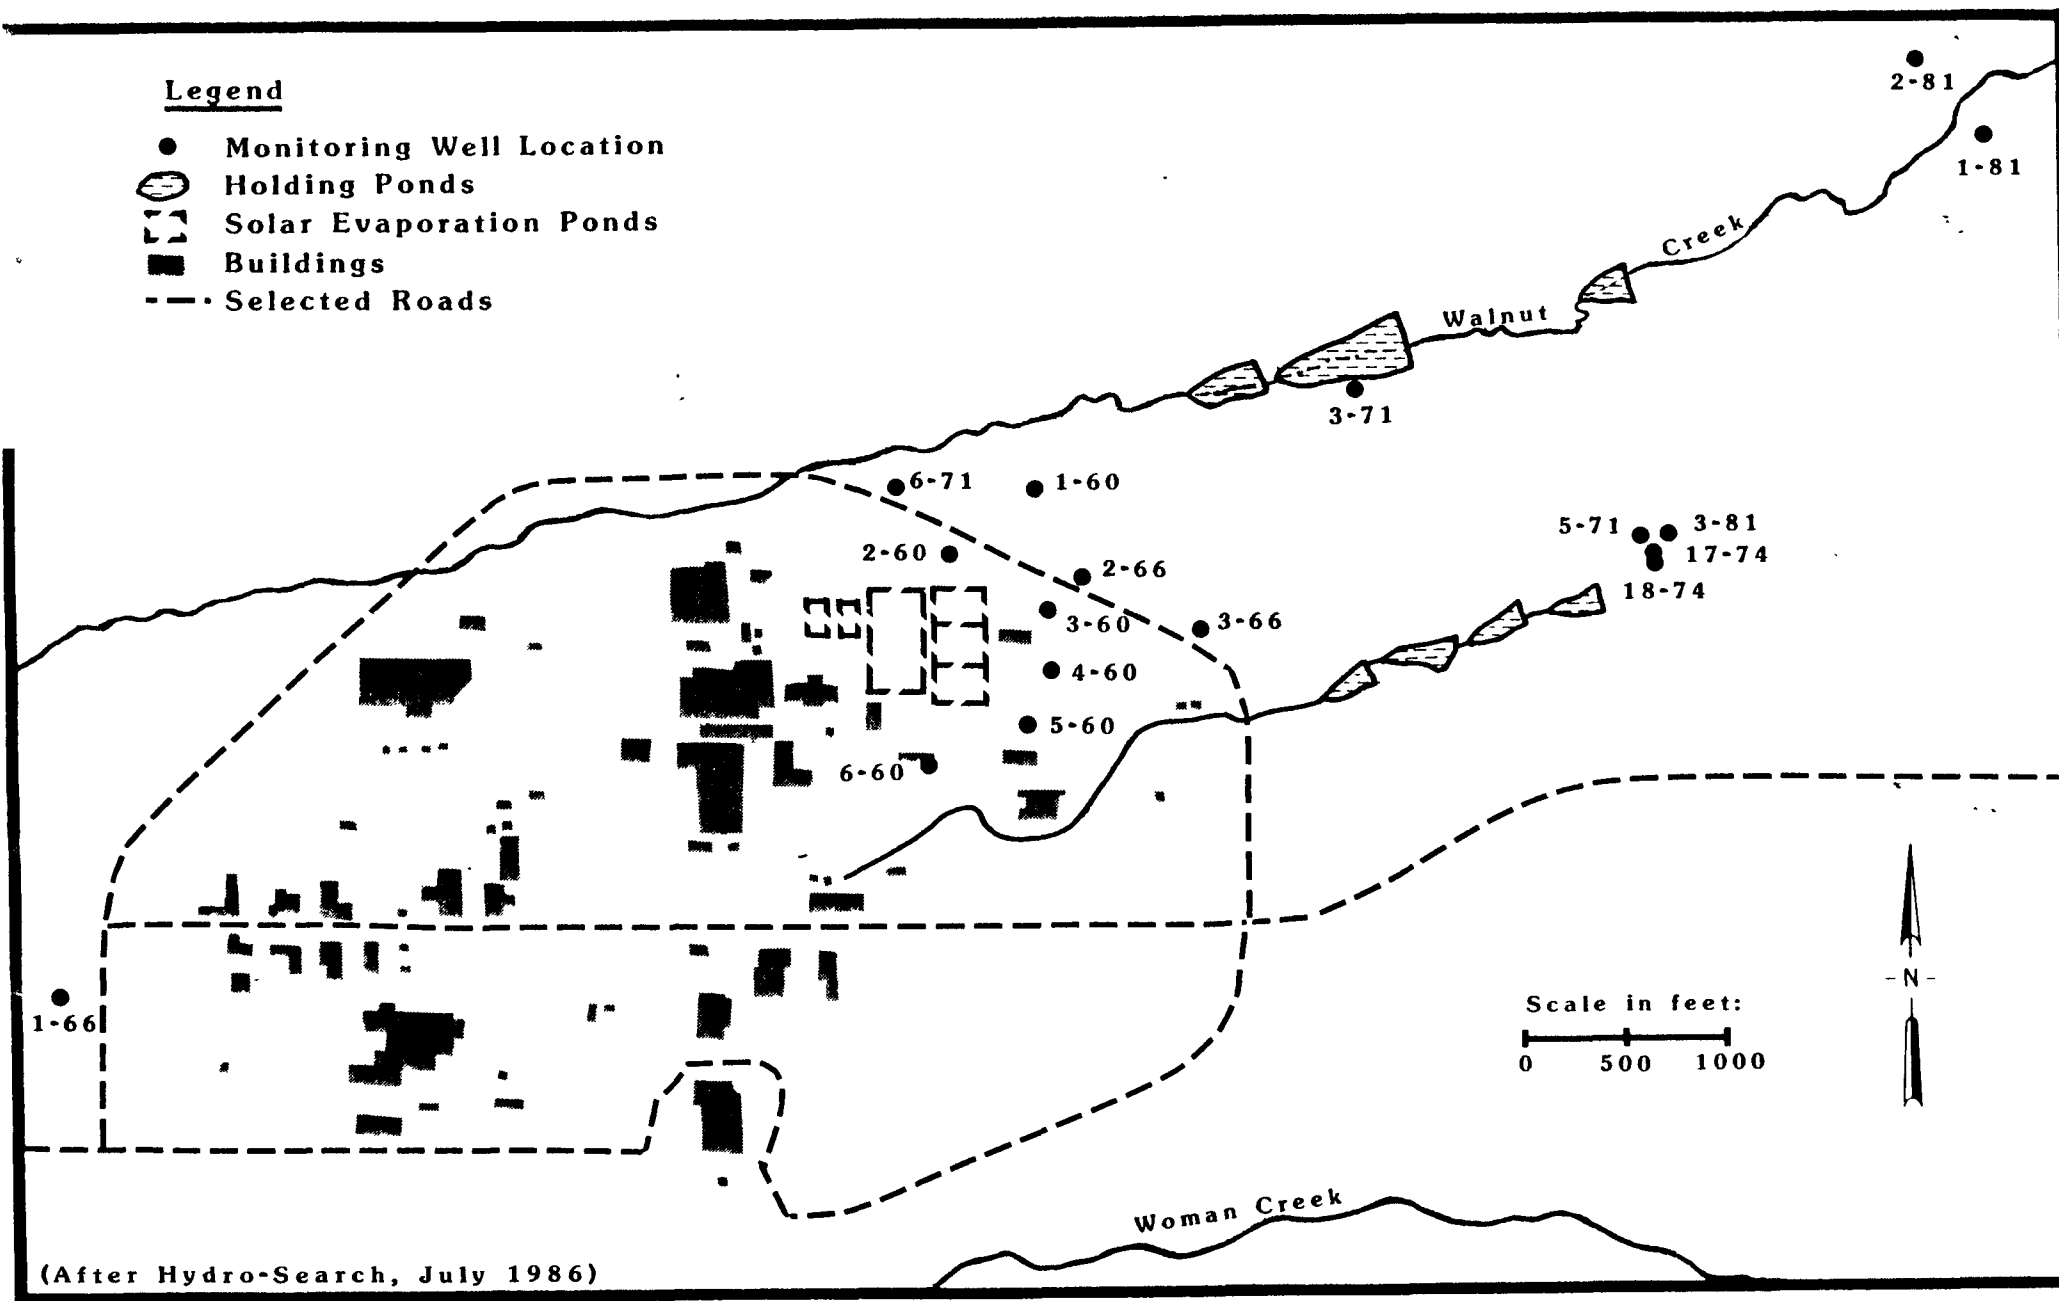 Legend
Monitoring Well Location
Holding Ponds
Solar Evaporation Ponds
Buildings
Selected Roads
2-81
1-81
Creek
Walnut
3-71
6-71
1-60
2-60
2-66
5-71
3-81
17-74
18-74
3-60
3-66
4-60
5-60
6-60
1-66
N
Scale in feet:
0 500 1000
Woman Creek
(After Hydro-Search, July 1986)